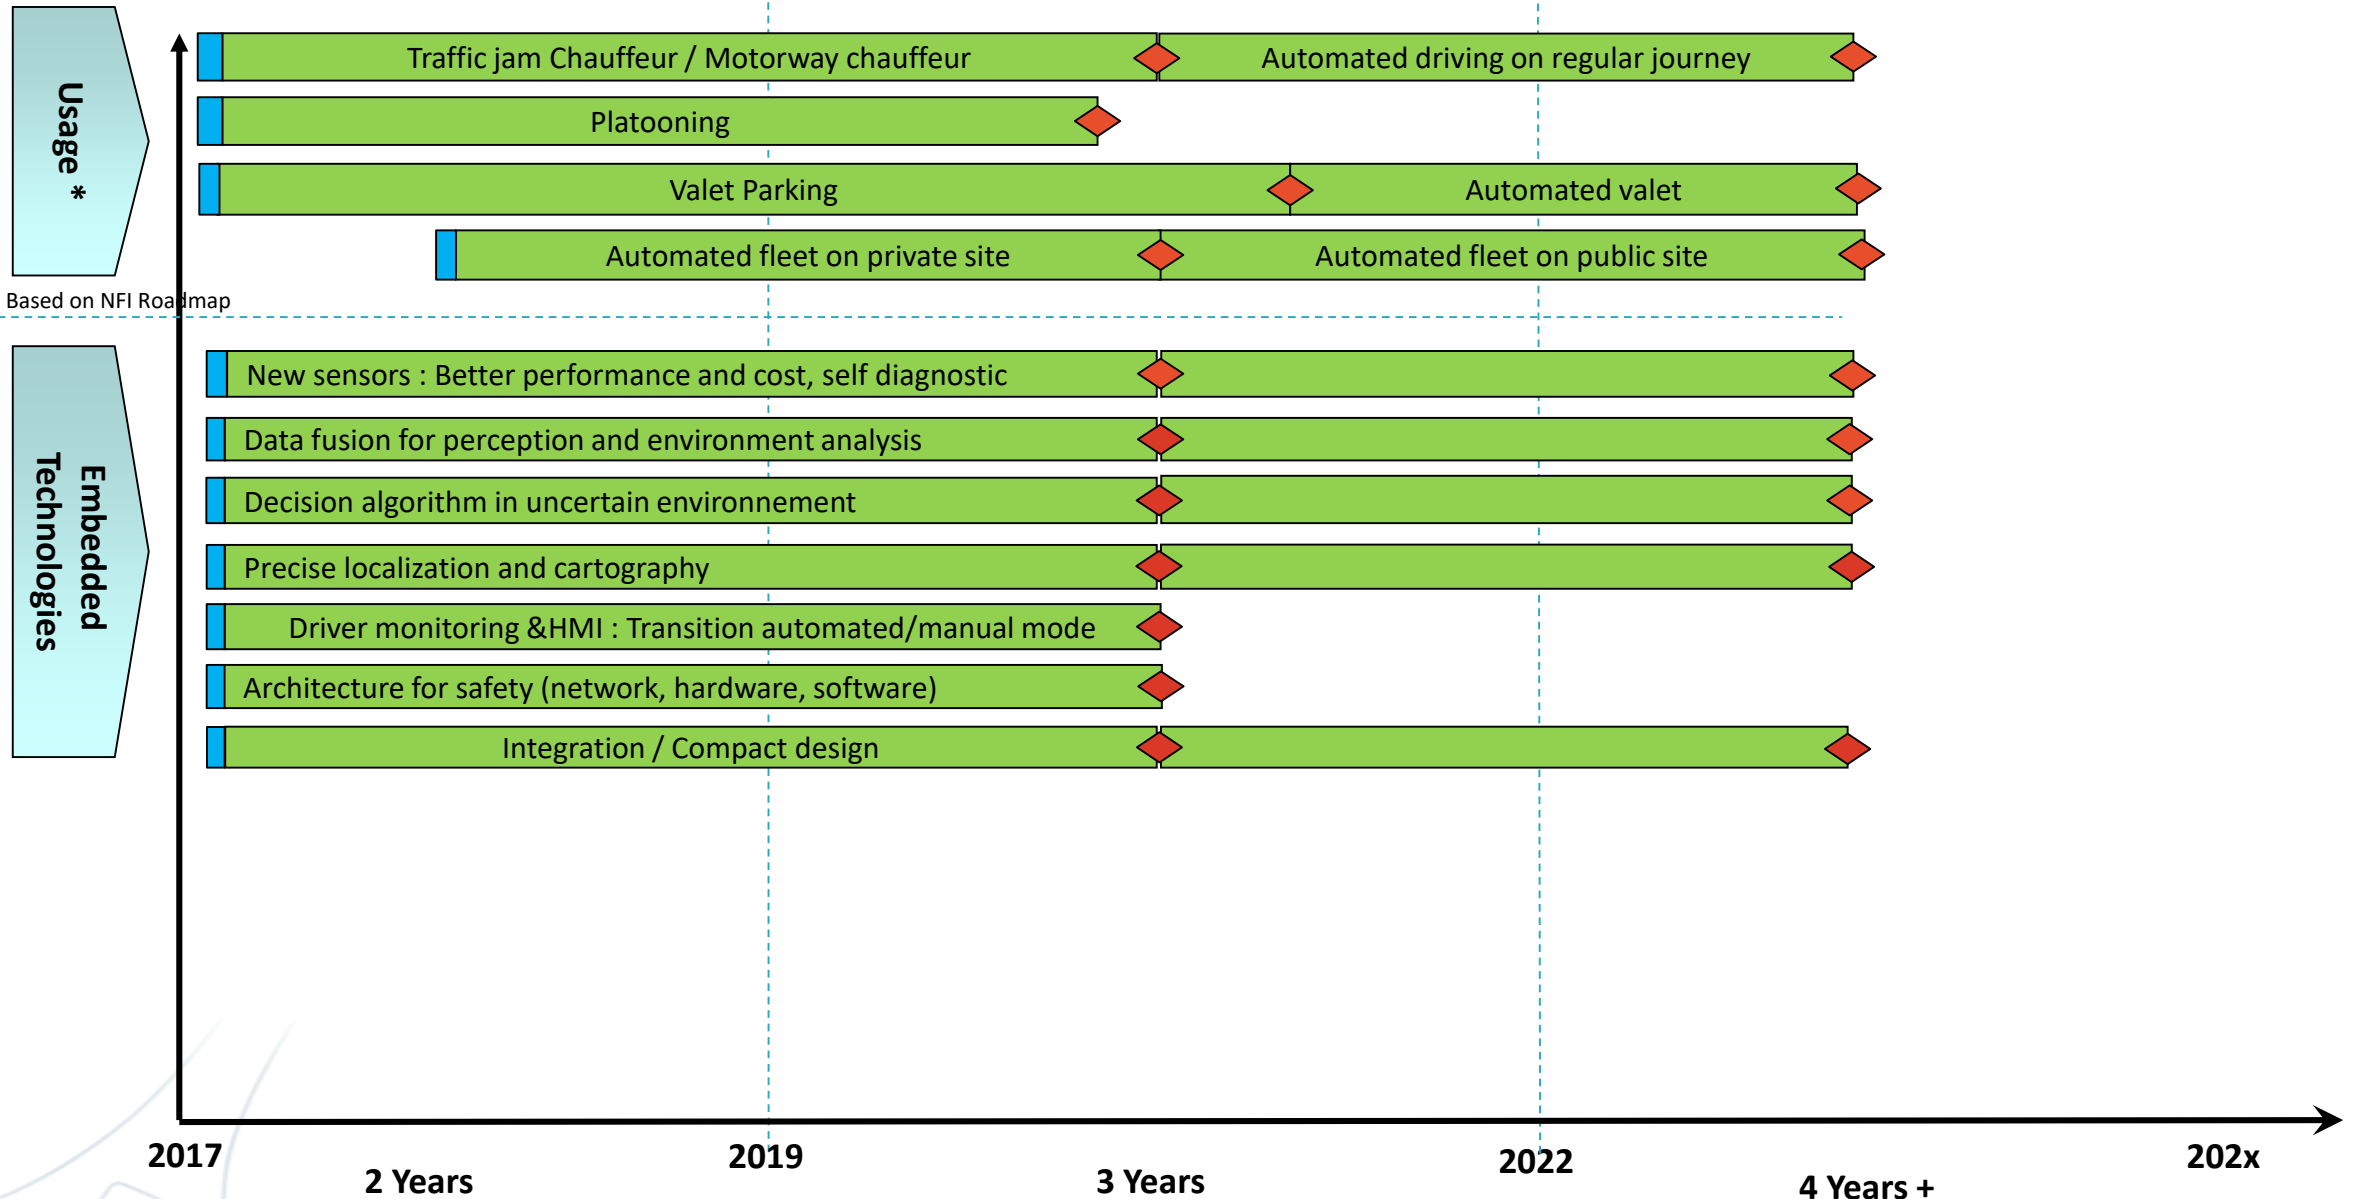 Usage *
Traffic jam Chauffeur / Motorway chauffeur
Automated driving on regular journey
Platooning
Valet Parking
Automated valet
Automated fleet on private site
Automated fleet on public site
Based on NFI Roadmap
Embedded
Technologies
New sensors : Better performance and cost, self diagnostic
Data fusion for perception and environment analysis
Decision algorithm in uncertain environnement
Precise localization and cartography
Driver monitoring &HMI : Transition automated/manual mode
Architecture for safety (network, hardware, software)
Integration / Compact design
2017
2019
2022
202x
2 Years
3 Years
4 Years +